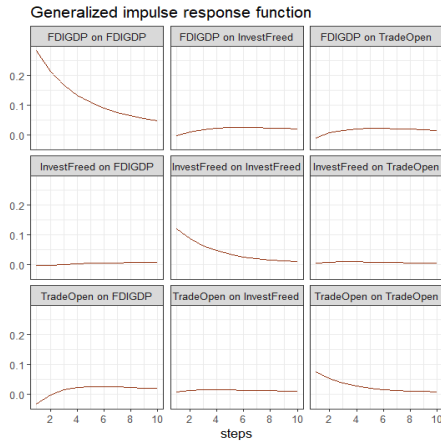 Generalized impulse response function
FDIGDP on FDIGDP FDIGDP on InvestFreed FDIGDP on TradeOpen
0.2
0.1
0.0
InvestFreed on FDIGDP InvestFreed on InvestFreed InvestFreed on TradeOpen
0.2
0.1
0.0
TradeOpen on FDIGDP TradeOpen on InvestFreed TradeOpen on TradeOpen
0.2
0.1
0.0
2 4 6 8 10 2 4 6 8 10 2 4 6 8 10
steps